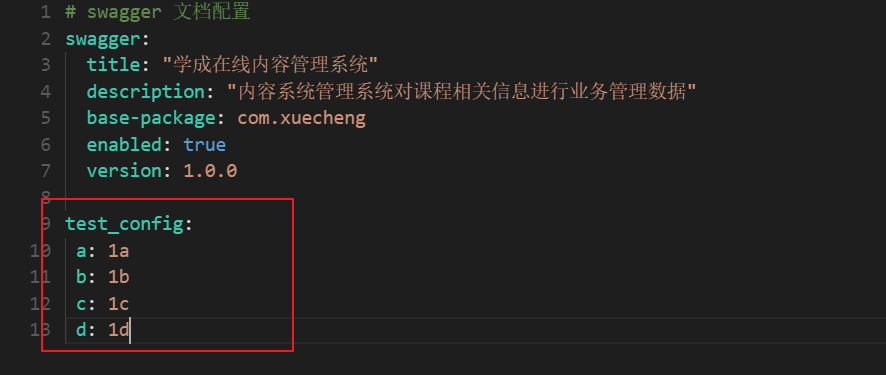 1 # swagger 文档配置
2 swagger:
3   title: "学成在线内容管理系统"
4   description: "内容系统管理系统对课程相关信息进行业务管理数据"
5   base-package: com.xuecheng
6   enabled: true
7   version: 1.0.0
8
9 test_config:
10  a: 1a
11  b: 1b
12  c: 1c
13  d: 1d